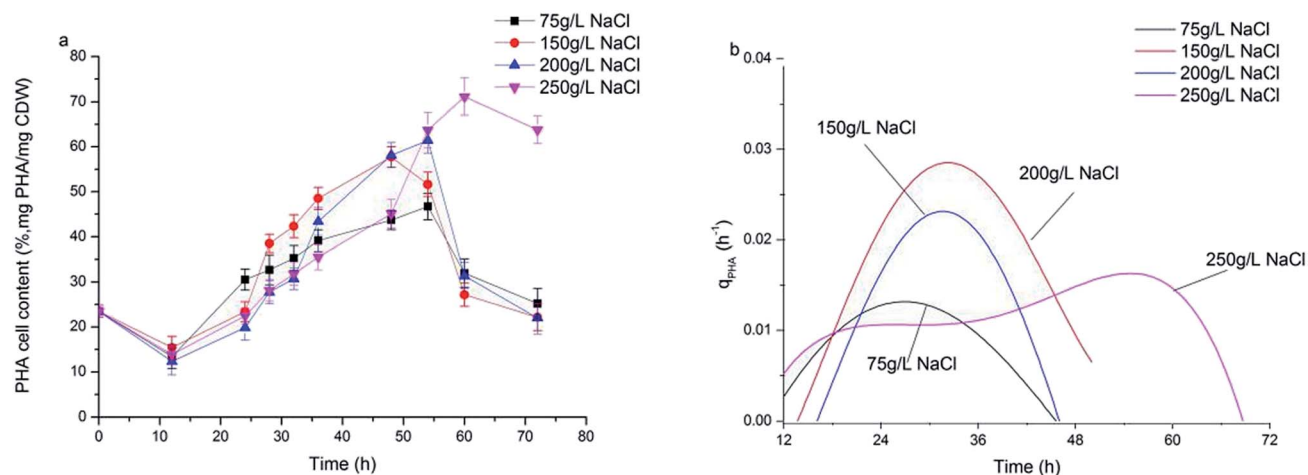 a
75g/L NaCl
150g/L NaCl
200g/L NaCl
250g/L NaCl
PHA cell content (%,mg PHA/mg CDW)
80
70
60
50
40
30
20
10
0
0 10 20 30 40 50 60 70 80
Time (h)
b
75g/L NaCl
150g/L NaCl
200g/L NaCl
250g/L NaCl
qPHA (h-1)
0.04
0.03
0.02
0.01
0.00
150g/L NaCl
200g/L NaCl
250g/L NaCl
75g/L NaCl
12 24 36 48 60 72
Time (h)